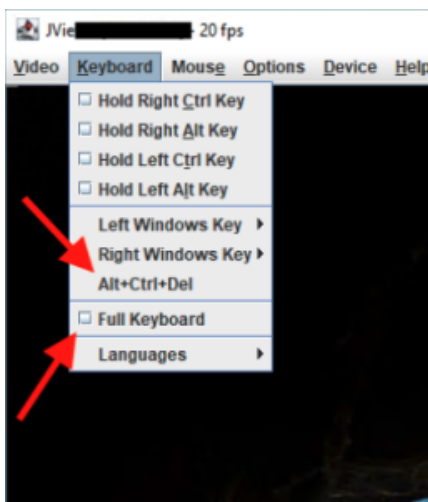 JVie - 20 fps
Video Keyboard Mouse Options Device Help
Hold Right Ctrl Key
Hold Right Alt Key
Hold Left Ctrl Key
Hold Left Alt Key
Left Windows Key
Right Windows Key
Alt+Ctrl+Del
Full Keyboard
Languages